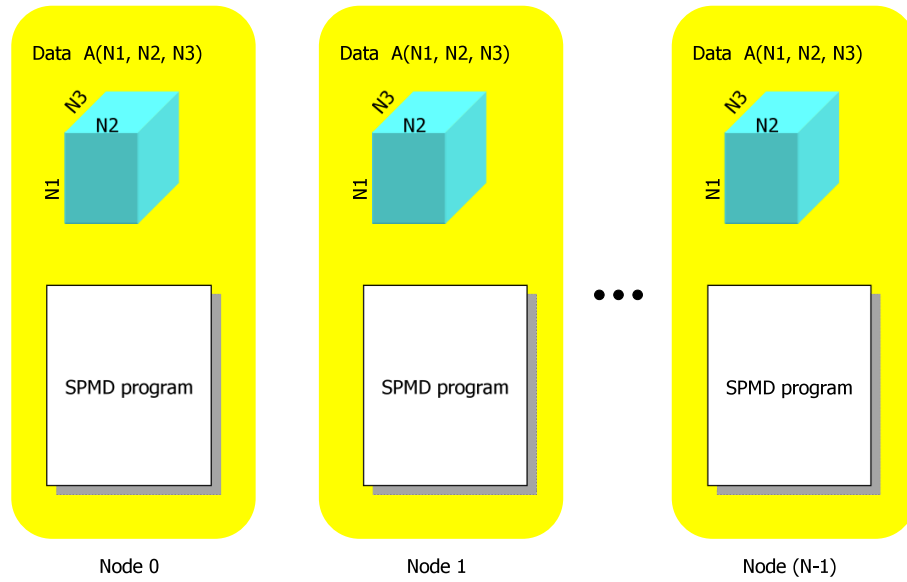 Data A(N1, N2, N3)
N3
N2
N1
SPMD program
Node 0
Data A(N1, N2, N3)
N3
N2
N1
SPMD program
Node 1
Data A(N1, N2, N3)
N3
N2
N1
SPMD program
Node (N-1)